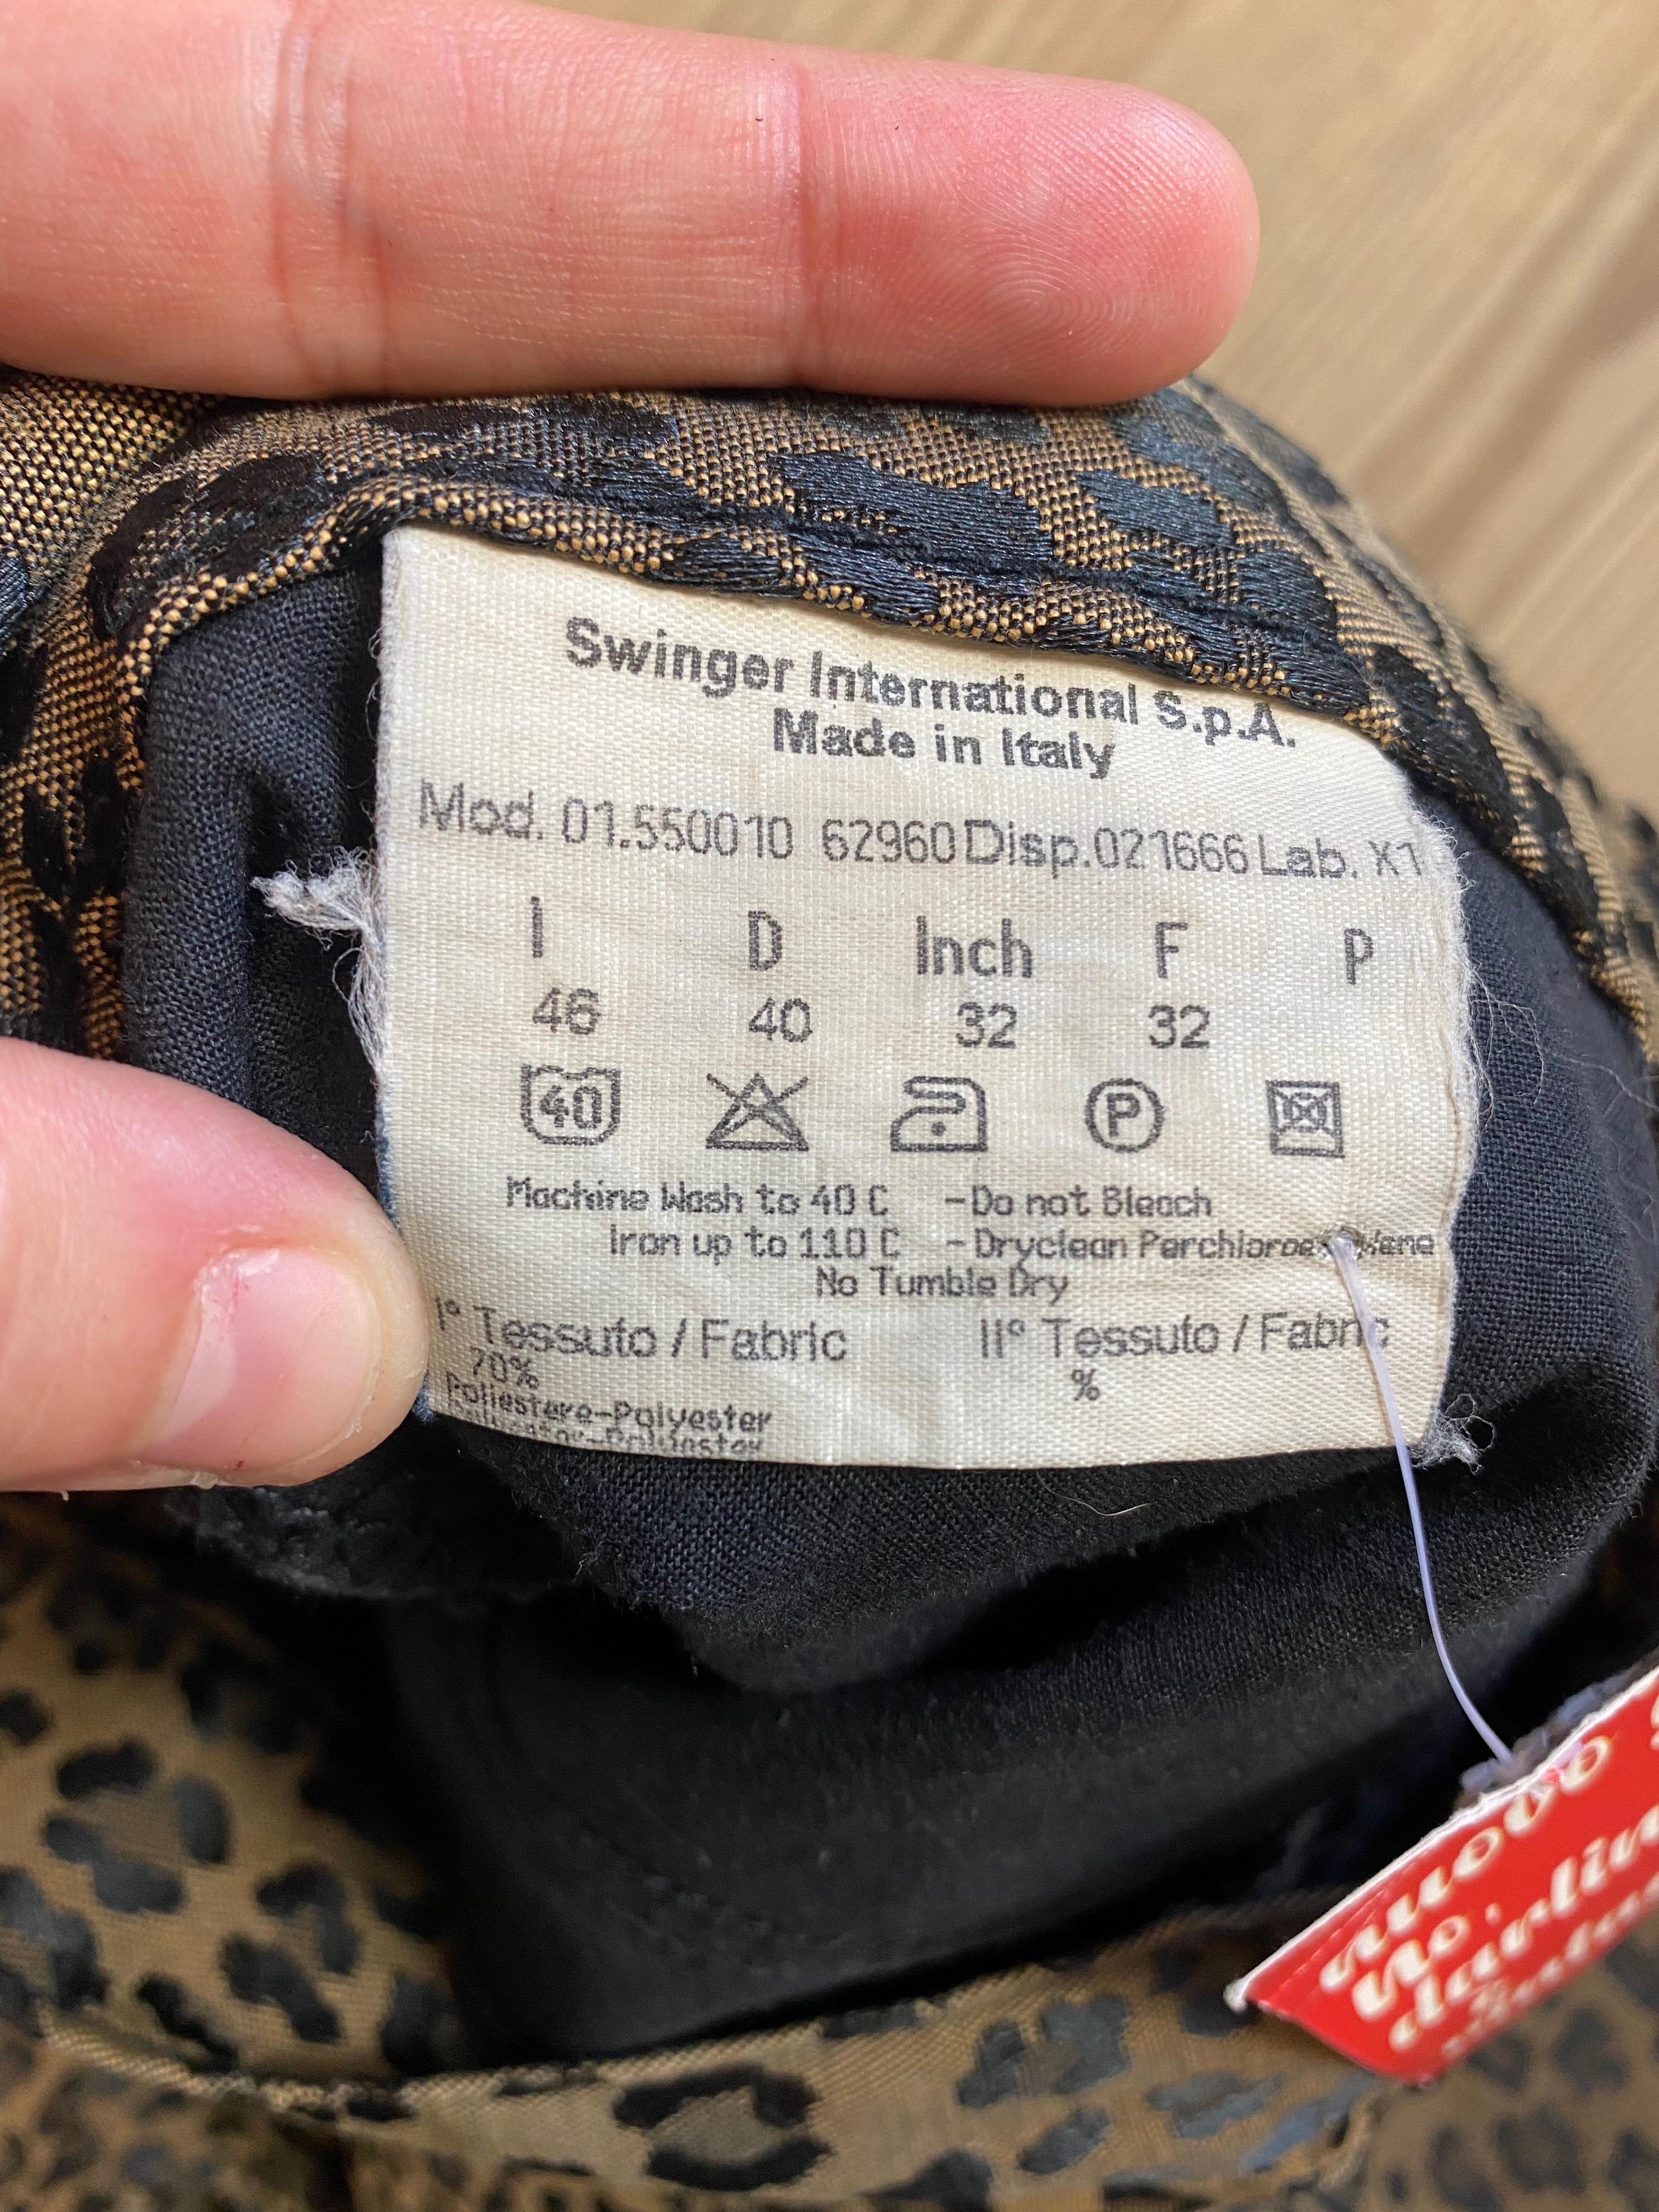 Swinger International S.p.A.
Made in Italy
Mod. 01.550010 62960 Disp.021666 Lab. X1
I D Inch F P
46 40 32 32
40 P
Machine Wash to 40 C -Do not Bleach
Iron up to 110 C -Dryclean
No Tumble Dry
I° Tessuto / Fabric II° Tessuto / Fabric
70% %
Poliestere-Polyester
nuovo
No.